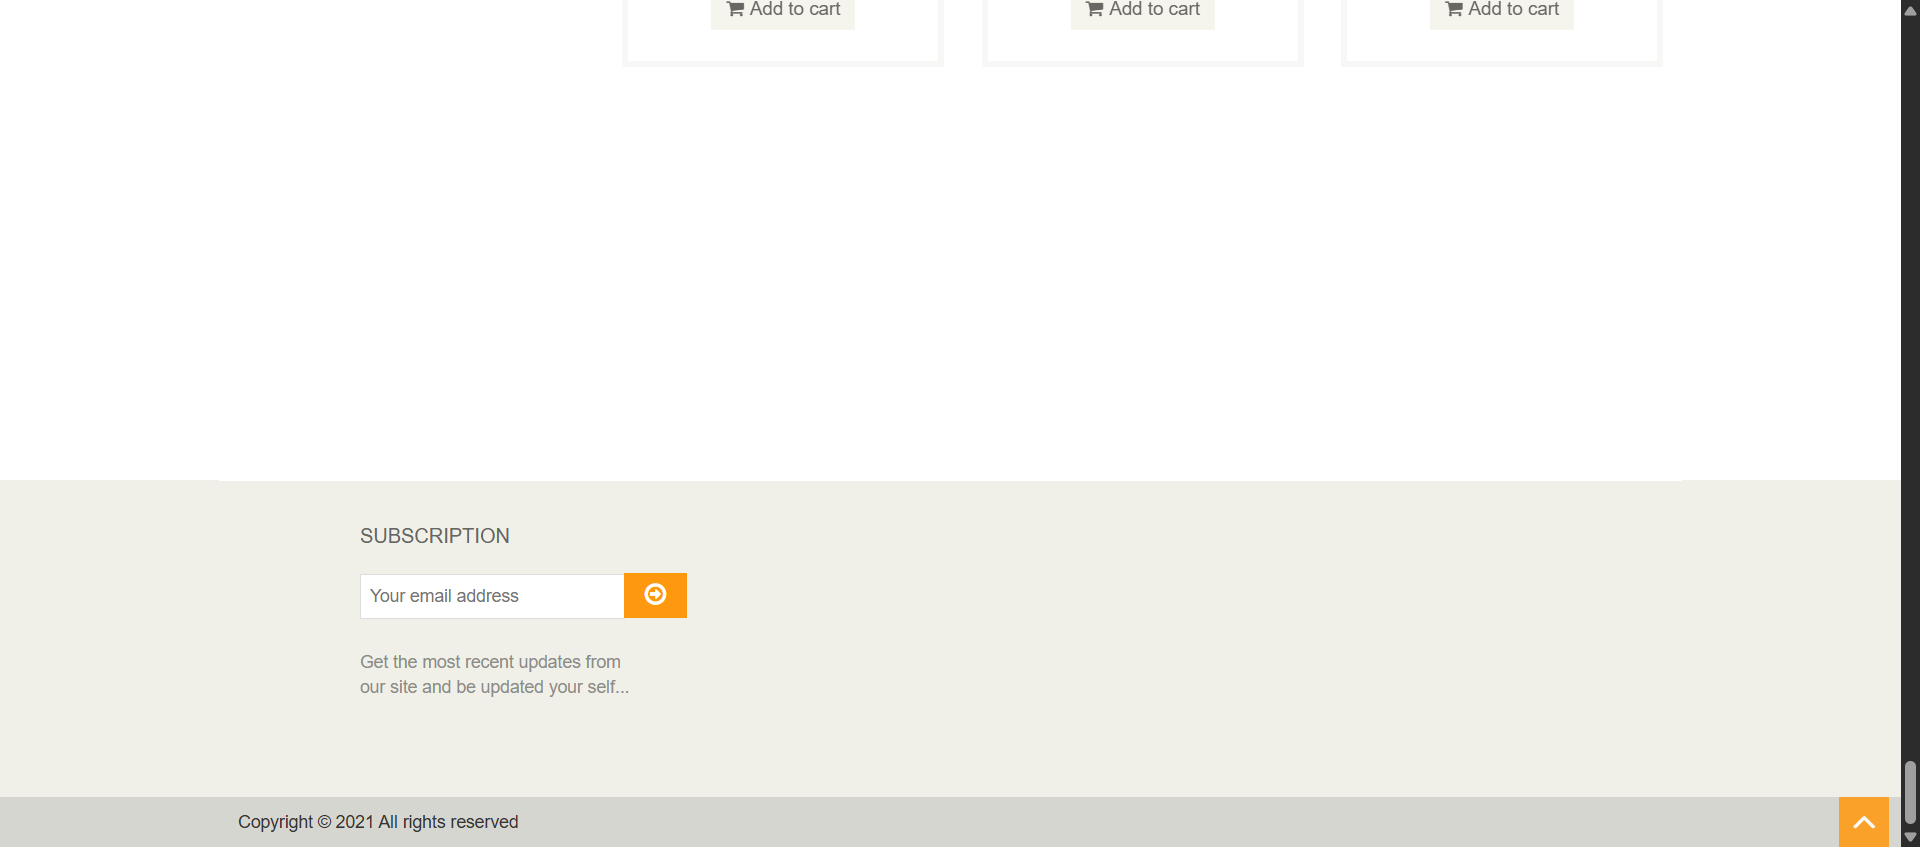 Add to cart Add to cart Add to cart
SUBSCRIPTION
Your email address
Get the most recent updates from
our site and be updated your self...
Copyright © 2021 All rights reserved